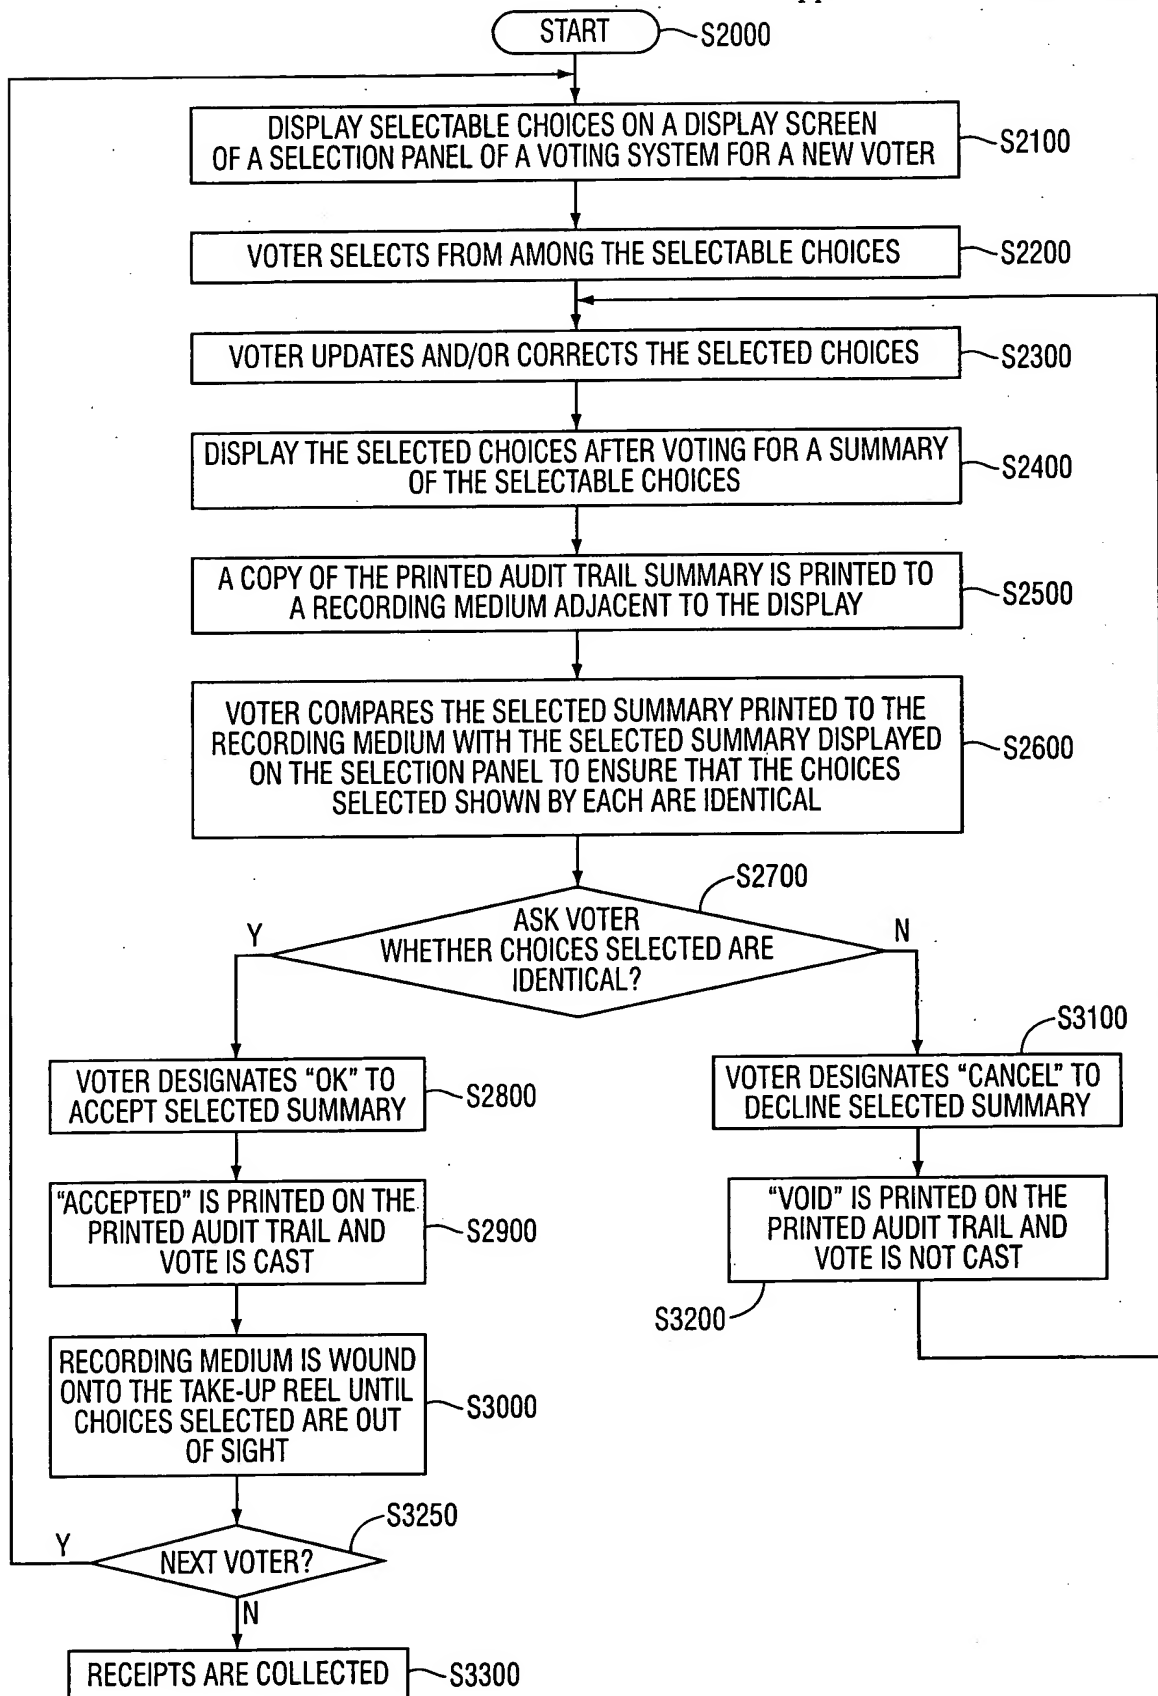 START
S2000
DISPLAY SELECTABLE CHOICES ON A DISPLAY SCREEN
OF A SELECTION PANEL OF A VOTING SYSTEM FOR A NEW VOTER
S2100
VOTER SELECTS FROM AMONG THE SELECTABLE CHOICES
S2200
VOTER UPDATES AND/OR CORRECTS THE SELECTED CHOICES
S2300
DISPLAY THE SELECTED CHOICES AFTER VOTING FOR A SUMMARY
OF THE SELECTABLE CHOICES
S2400
A COPY OF THE PRINTED AUDIT TRAIL SUMMARY IS PRINTED TO
A RECORDING MEDIUM ADJACENT TO THE DISPLAY
S2500
VOTER COMPARES THE SELECTED SUMMARY PRINTED TO THE
RECORDING MEDIUM WITH THE SELECTED SUMMARY DISPLAYED
ON THE SELECTION PANEL TO ENSURE THAT THE CHOICES
SELECTED SHOWN BY EACH ARE IDENTICAL
S2600
S2700
ASK VOTER
WHETHER CHOICES SELECTED ARE
IDENTICAL?
Y
N
VOTER DESIGNATES “OK” TO
ACCEPT SELECTED SUMMARY
S2800
“ACCEPTED” IS PRINTED ON THE
PRINTED AUDIT TRAIL AND
VOTE IS CAST
S2900
RECORDING MEDIUM IS WOUND
ONTO THE TAKE-UP REEL UNTIL
CHOICES SELECTED ARE OUT
OF SIGHT
S3000
S3100
VOTER DESIGNATES “CANCEL” TO
DECLINE SELECTED SUMMARY
“VOID” IS PRINTED ON THE
PRINTED AUDIT TRAIL AND
VOTE IS NOT CAST
S3200
S3250
NEXT VOTER?
Y
N
RECEIPTS ARE COLLECTED
S3300